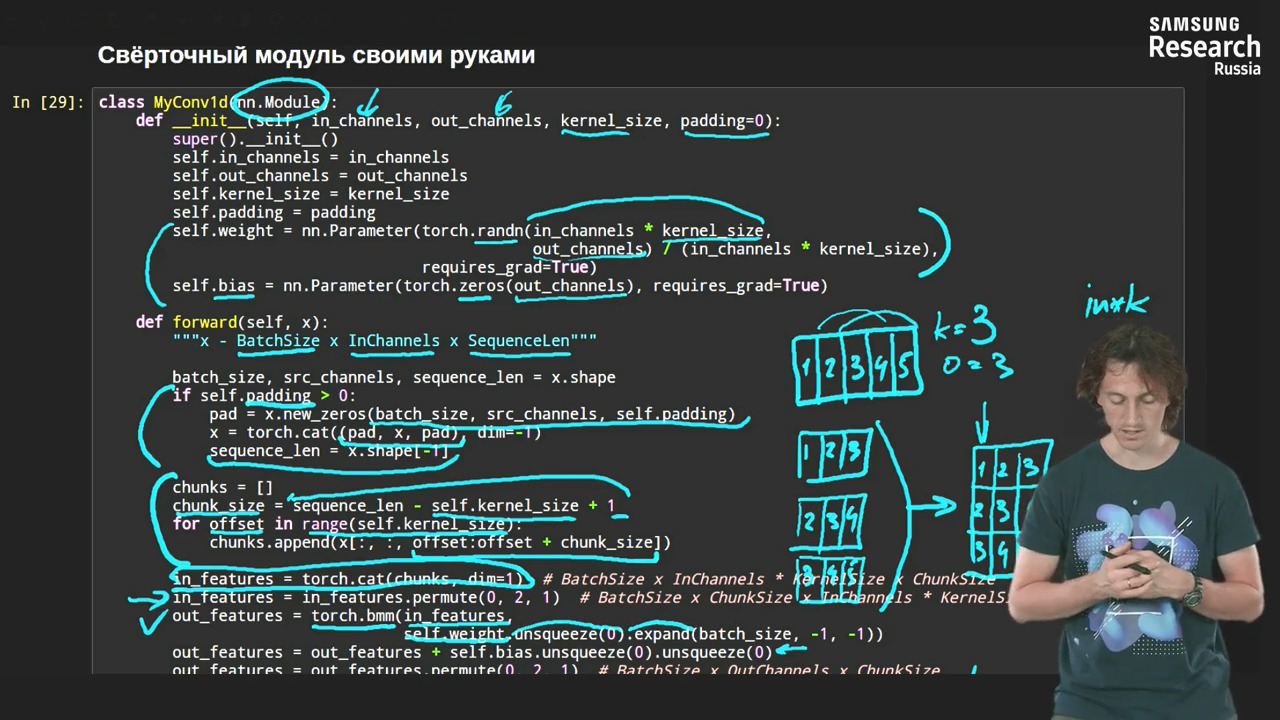 SAMSUNG
Research
Russia
Свёрточный модуль своими руками
In [29]:
class MyConv1d(nn.Module):
def __init__(self, in_channels, out_channels, kernel_size, padding=0):
super().__init__()
self.in_channels = in_channels
self.out_channels = out_channels
self.kernel_size = kernel_size
self.padding = padding
self.weight = nn.Parameter(torch.randn(in_channels * kernel_size,
out_channels) / (in_channels * kernel_size),
requires_grad=True)
self.bias = nn.Parameter(torch.zeros(out_channels), requires_grad=True)
def forward(self, x):
"""x - BatchSize x InChannels x SequenceLen"""
batch_size, src_channels, sequence_len = x.shape
if self.padding > 0:
pad = x.new_zeros(batch_size, src_channels, self.padding)
x = torch.cat((pad, x, pad), dim=-1)
sequence_len = x.shape[-1]
chunks = []
chunk_size = sequence_len - self.kernel_size + 1
for offset in range(self.kernel_size):
chunks.append(x[:, :, offset:offset + chunk_size])
in_features = torch.cat(chunks, dim=1) # BatchSize x InChannels * KernelSize x ChunkSize
in_features = in_features.permute(0, 2, 1) # BatchSize x ChunkSize x InChannels * KernelSi
out_features = torch.bmm(in_features,
self.weight.unsqueeze(0).expand(batch_size, -1, -1))
out_features = out_features + self.bias.unsqueeze(0).unsqueeze(0)
out_features = out_features.permute(0, 2, 1) # BatchSize x OutChannels x ChunkSize
in*k
k=3
0=3
1 2 3 4 5
1 2 3
2 3 4
3 4 5
1 2 3
2 3
3 4